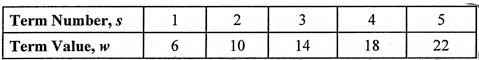 Term Number, s 1 2 3 4 5
Term Value, w 6 10 14 18 22